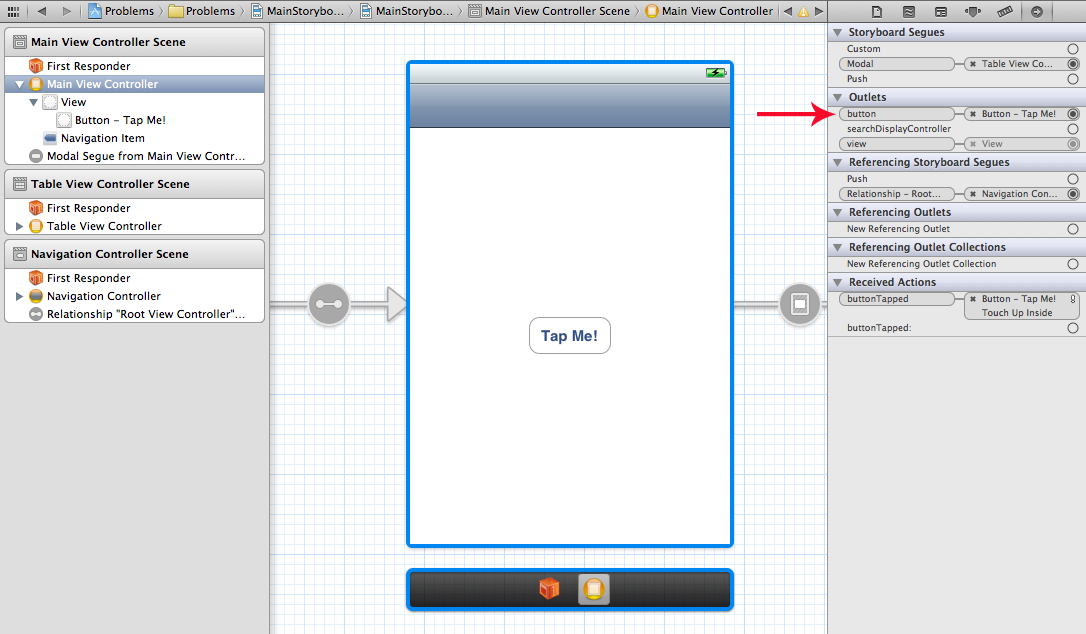 Problems
Problems
MainStorybo...
MainStorybo...
Main View Controller Scene
Main View Controller
Main View Controller Scene
First Responder
Main View Controller
View
Button – Tap Me!
Navigation Item
Modal Segue from Main View Contr...
Table View Controller Scene
First Responder
Table View Controller
Navigation Controller Scene
First Responder
Navigation Controller
Relationship "Root View Controller"...
Tap Me!
Storyboard Segues
Custom
Modal
Table View Co...
Push
Outlets
button
Button – Tap Me!
searchDisplayController
view
View
Referencing Storyboard Segues
Push
Relationship – Root...
Navigation Con...
Referencing Outlets
New Referencing Outlet
Referencing Outlet Collections
New Referencing Outlet Collection
Received Actions
buttonTapped
Button – Tap Me!
Touch Up Inside
buttonTapped: